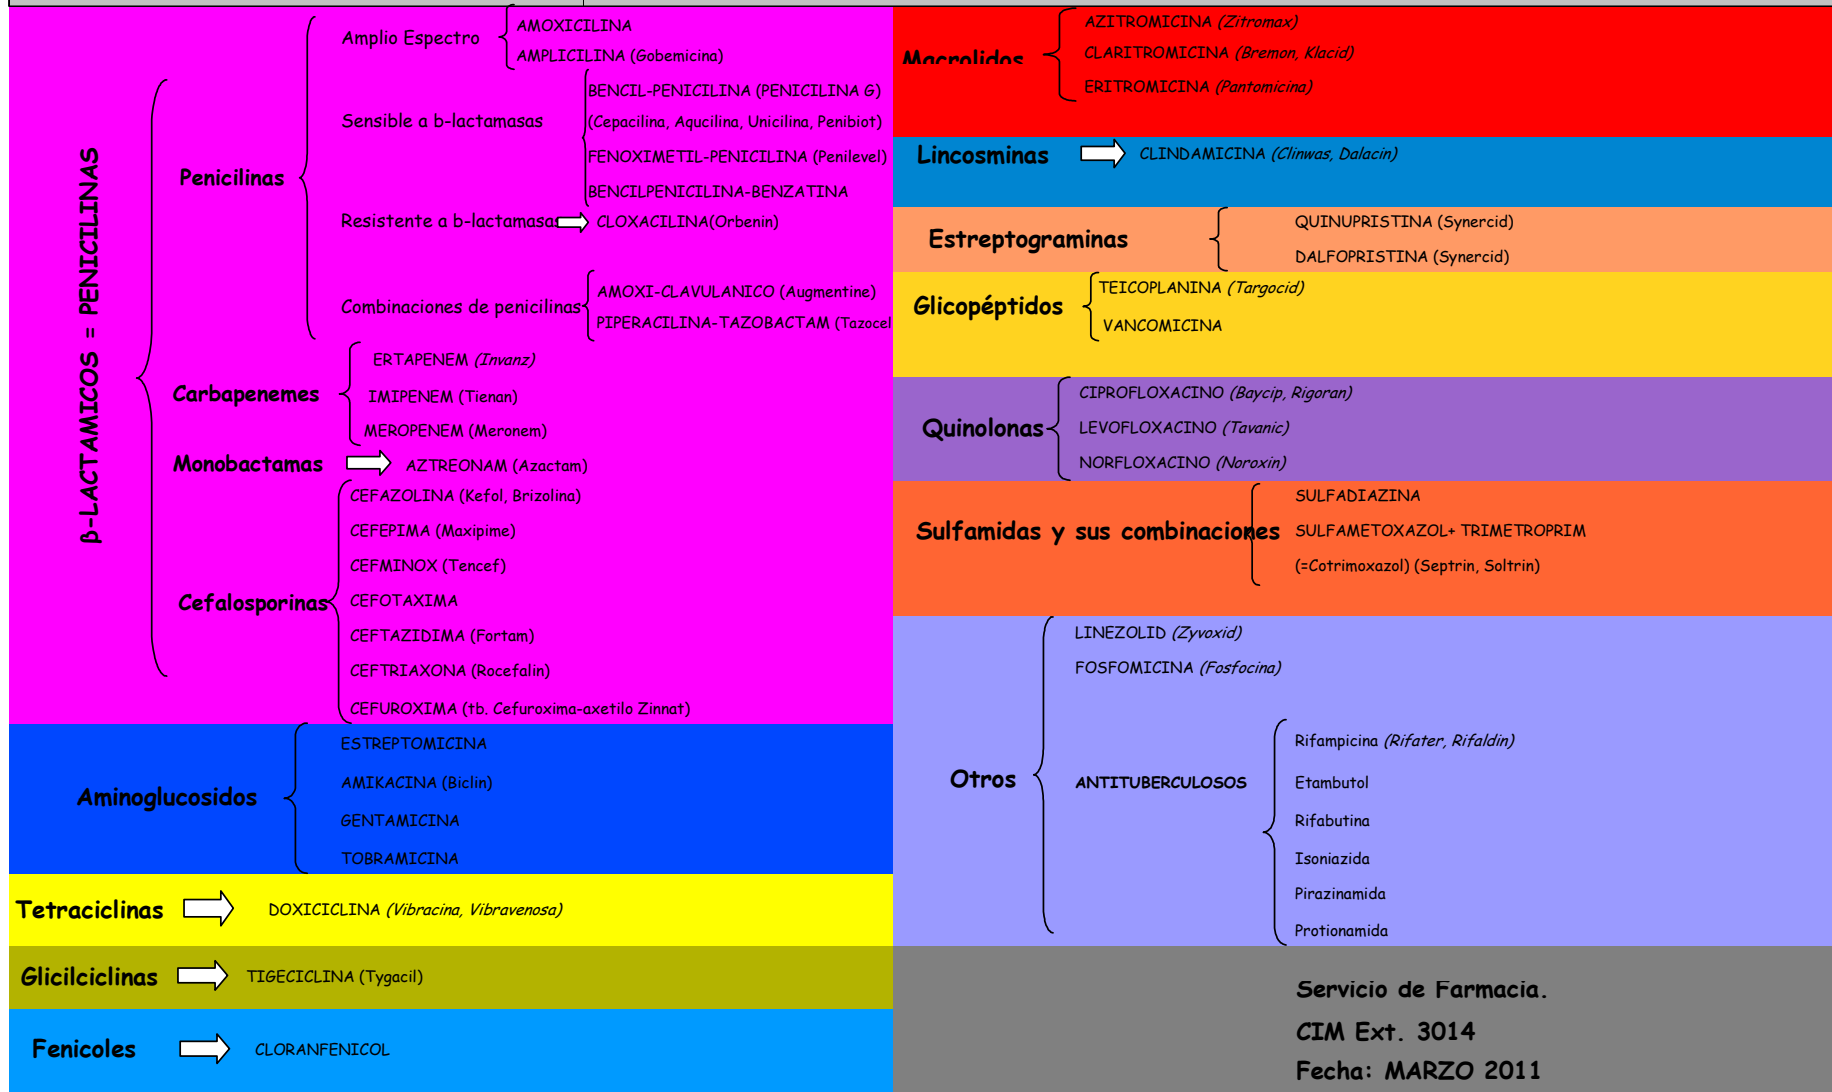 β-LACTAMICOS = PENICILINAS
Penicilinas
Amplio Espectro
AMOXICILINA
AMPLICILINA (Gobemicina)
Sensible a b-lactamasas
BENCIL-PENICILINA (PENICILINA G)
(Cepacilina, Aqucilina, Unicilina, Penibiot)
FENOXIMETIL-PENICILINA (Penilevel)
BENCILPENICILINA-BENZATINA
Resistente a b-lactamasas
CLOXACILINA(Orbenin)
Combinaciones de penicilinas
AMOXI-CLAVULANICO (Augmentine)
PIPERACILINA-TAZOBACTAM (Tazocel
Carbapenemes
ERTAPENEM (Invanz)
IMIPENEM (Tienan)
MEROPENEM (Meronem)
Monobactamas
AZTREONAM (Azactam)
Cefalosporinas
CEFAZOLINA (Kefol, Brizolina)
CEFEPIMA (Maxipime)
CEFMINOX (Tencef)
CEFOTAXIMA
CEFTAZIDIMA (Fortam)
CEFTRIAXONA (Rocefalin)
CEFUROXIMA (tb. Cefuroxima-axetilo Zinnat)
Aminoglucosidos
ESTREPTOMICINA
AMIKACINA (Biclin)
GENTAMICINA
TOBRAMICINA
Tetraciclinas
DOXICICLINA (Vibracina, Vibravenosa)
Glicilciclinas
TIGECICLINA (Tygacil)
Fenicoles
CLORANFENICOL
Macrolidos
AZITROMICINA (Zitromax)
CLARITROMICINA (Bremon, Klacid)
ERITROMICINA (Pantomicina)
Lincosminas
CLINDAMICINA (Clinwas, Dalacin)
Estreptograminas
QUINUPRISTINA (Synercid)
DALFOPRISTINA (Synercid)
Glicopéptidos
TEICOPLANINA (Targocid)
VANCOMICINA
Quinolonas
CIPROFLOXACINO (Baycip, Rigoran)
LEVOFLOXACINO (Tavanic)
NORFLOXACINO (Noroxin)
Sulfamidas y sus combinaciones
SULFADIAZINA
SULFAMETOXAZOL+ TRIMETROPRIM
(=Cotrimoxazol) (Septrin, Soltrin)
Otros
LINEZOLID (Zyvoxid)
FOSFOMICINA (Fosfocina)
ANTITUBERCULOSOS
Rifampicina (Rifater, Rifaldin)
Etambutol
Rifabutina
Isoniazida
Pirazinamida
Protionamida
Servicio de Farmacia.
CIM Ext. 3014
Fecha: MARZO 2011